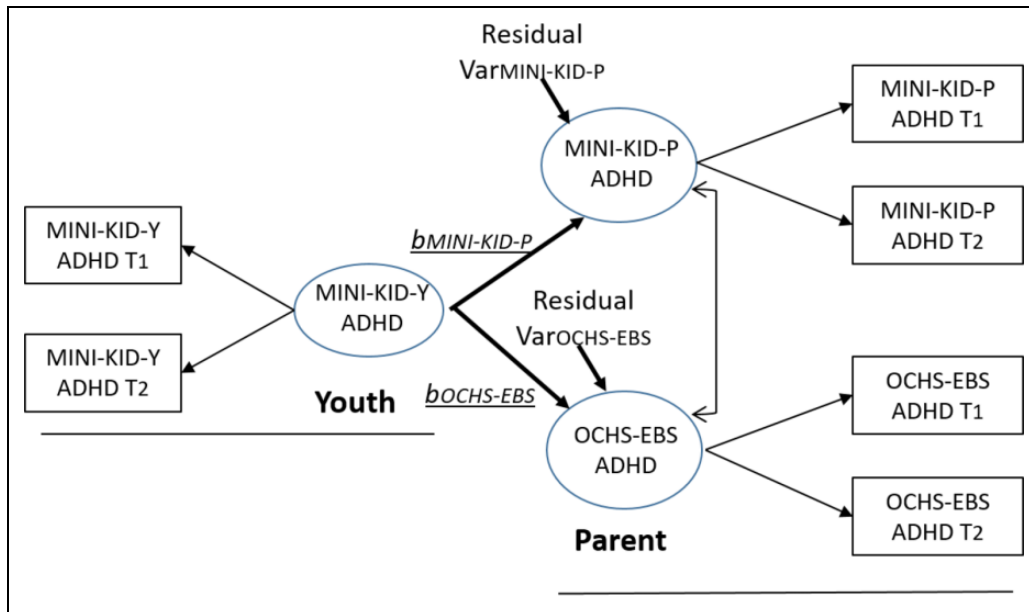 Residual
VarMINI-KID-P
MINI-KID-P
ADHD
MINI-KID-P
ADHD T1
MINI-KID-P
ADHD T2
bMINI-KID-P
MINI-KID-Y
ADHD T1
MINI-KID-Y
ADHD T2
MINI-KID-Y
ADHD
Youth
Residual
VarOCHS-EBS
bOCHS-EBS
OCHS-EBS
ADHD
Parent
OCHS-EBS
ADHD T1
OCHS-EBS
ADHD T2